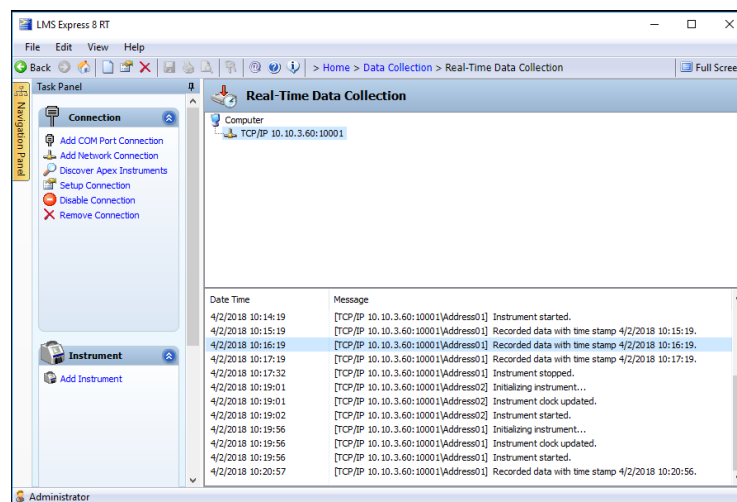 LMS Express 8 RT
File Edit View Help
Back > Home > Data Collection > Real-Time Data Collection Full Scree
Navigation Panel
Task Panel
Connection
Add COM Port Connection
Add Network Connection
Discover Apex Instruments
Setup Connection
Disable Connection
Remove Connection
Instrument
Add Instrument
Real-Time Data Collection
Computer
TCP/IP 10.10.3.60:10001
Date Time Message
4/2/2018 10:14:19 [TCP/IP 10.10.3.60:10001\Address01] Instrument started.
4/2/2018 10:15:19 [TCP/IP 10.10.3.60:10001\Address01] Recorded data with time stamp 4/2/2018 10:15:19.
4/2/2018 10:16:19 [TCP/IP 10.10.3.60:10001\Address01] Recorded data with time stamp 4/2/2018 10:16:19.
4/2/2018 10:17:19 [TCP/IP 10.10.3.60:10001\Address01] Recorded data with time stamp 4/2/2018 10:17:19.
4/2/2018 10:17:32 [TCP/IP 10.10.3.60:10001\Address01] Instrument stopped.
4/2/2018 10:19:01 [TCP/IP 10.10.3.60:10001\Address02] Initializing instrument...
4/2/2018 10:19:01 [TCP/IP 10.10.3.60:10001\Address02] Instrument clock updated.
4/2/2018 10:19:02 [TCP/IP 10.10.3.60:10001\Address02] Instrument started.
4/2/2018 10:19:56 [TCP/IP 10.10.3.60:10001\Address01] Initializing instrument...
4/2/2018 10:19:56 [TCP/IP 10.10.3.60:10001\Address01] Instrument clock updated.
4/2/2018 10:19:56 [TCP/IP 10.10.3.60:10001\Address01] Instrument started.
4/2/2018 10:20:57 [TCP/IP 10.10.3.60:10001\Address01] Recorded data with time stamp 4/2/2018 10:20:56.
Administrator